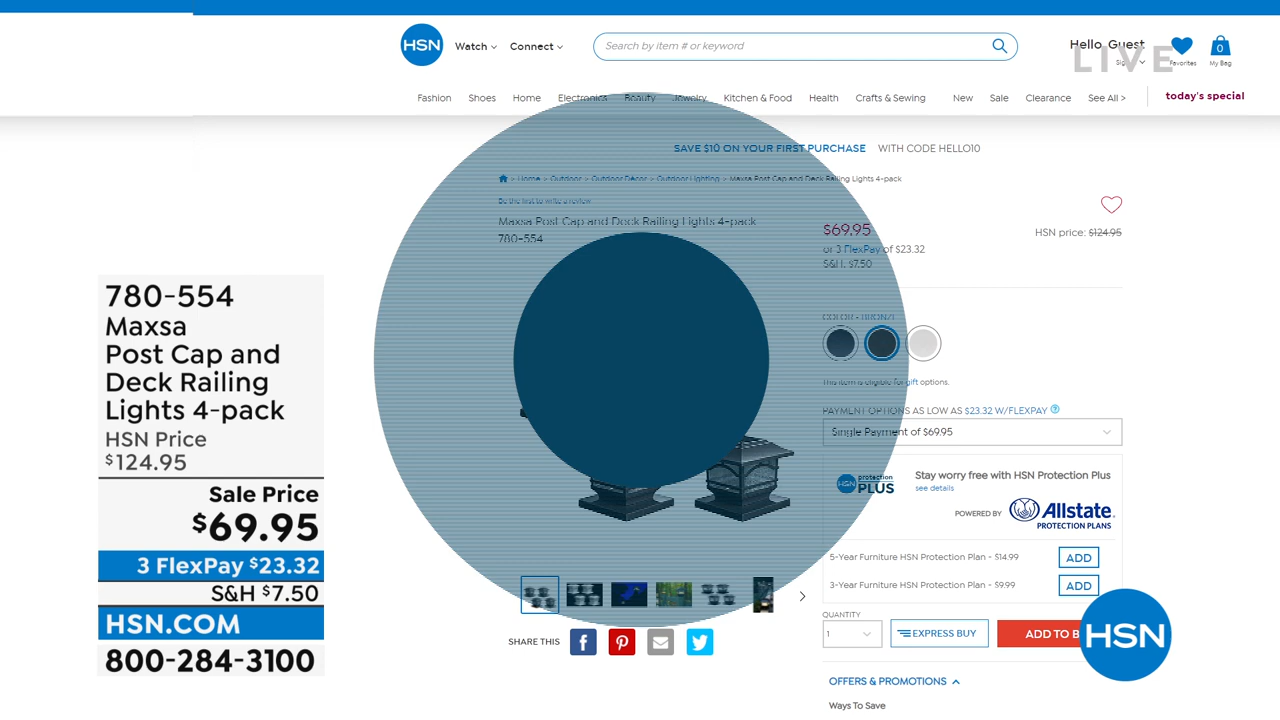 HSN
Watch
Connect
Search by item # or keyword
Hello, Guest
LIVE
Favorites
0
My Bag
Fashion
Shoes
Home
Electronics
Beauty
Jewelry
Kitchen & Food
Health
Crafts & Sewing
New
Sale
Clearance
See All >
today's special
SAVE $10 ON YOUR FIRST PURCHASE WITH CODE HELLO10
> Home > Outdoor > Outdoor Décor > Outdoor Lighting > Maxsa Post Cap and Deck Railing Lights 4-pack
Be the first to write a review
Maxsa Post Cap and Deck Railing Lights 4-pack
780-554
$69.95
HSN price: $124.95
or 3 FlexPay of $23.32
S&H: $7.50
COLOR - BRONZE
This item is eligible for gift options.
PAYMENT OPTIONS AS LOW AS $23.32 W/FLEXPAY ?
Single Payment of $69.95
HSN protection PLUS
Stay worry free with HSN Protection Plus
see details
POWERED BY
Allstate.
PROTECTION PLANS
5-Year Furniture HSN Protection Plan - $14.99
ADD
3-Year Furniture HSN Protection Plan - $9.99
ADD
QUANTITY
1
EXPRESS BUY
ADD TO B
HSN
SHARE THIS
OFFERS & PROMOTIONS
Ways To Save
780-554
Maxsa
Post Cap and
Deck Railing
Lights 4-pack
HSN Price
$124.95
Sale Price
$69.95
3 FlexPay $23.32
S&H $7.50
HSN.COM
800-284-3100